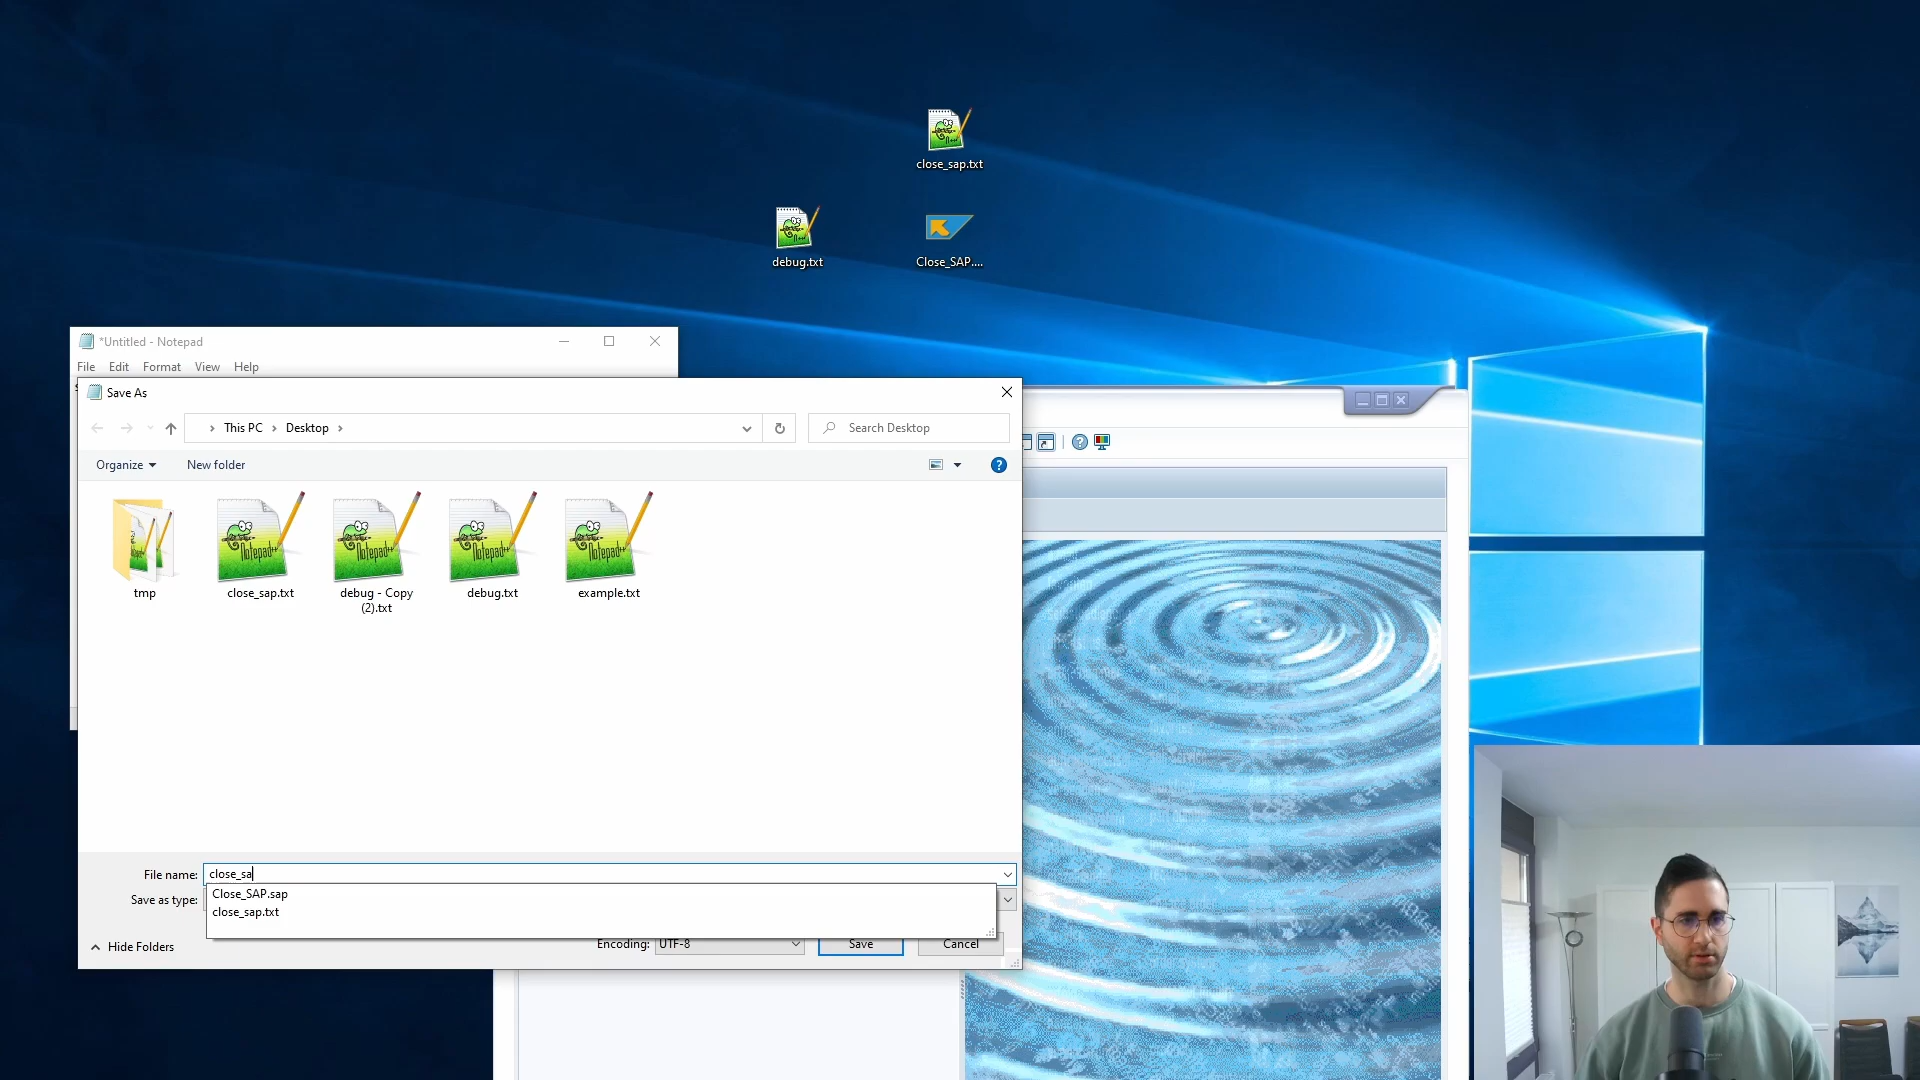 close_sap.txt
debug.txt
Close_SAP....
*Untitled - Notepad
File Edit Format View Help
Save As
This PC Desktop
Search Desktop
Organize New folder
tmp
close_sap.txt
debug - Copy
(2).txt
debug.txt
example.txt
File name: close_sa
Close_SAP.sap
Save as type:
close_sap.txt
Hide Folders
Encoding: UTF-8
Save
Cancel